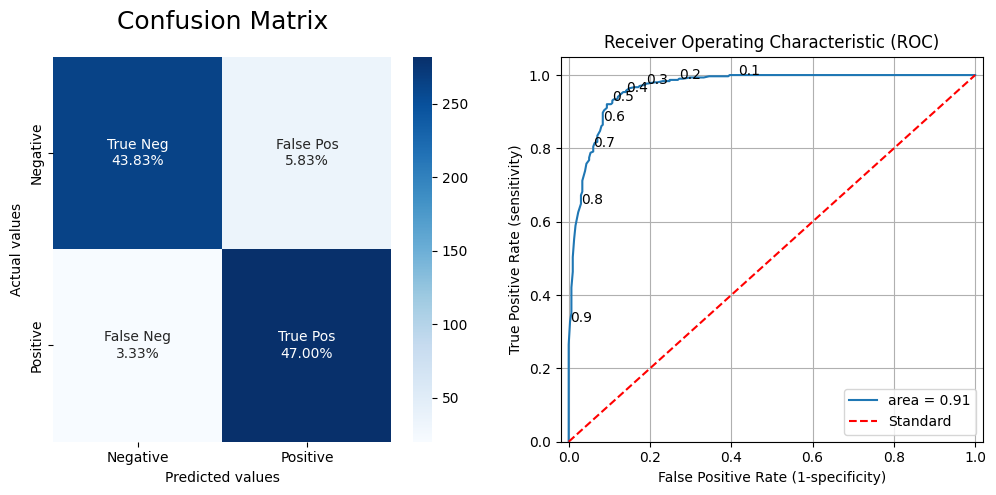 Confusion Matrix
True Neg
43.83%
False Pos
5.83%
False Neg
3.33%
True Pos
47.00%
Actual values
Negative
Positive
Negative
Positive
Predicted values
250
200
150
100
50
Receiver Operating Characteristic (ROC)
True Positive Rate (sensitivity)
1.0
0.8
0.6
0.4
0.2
0.0
0.1
0.2
0.3
0.4
0.5
0.6
0.7
0.8
0.9
area = 0.91
Standard
0.0
0.2
0.4
0.6
0.8
1.0
False Positive Rate (1-specificity)